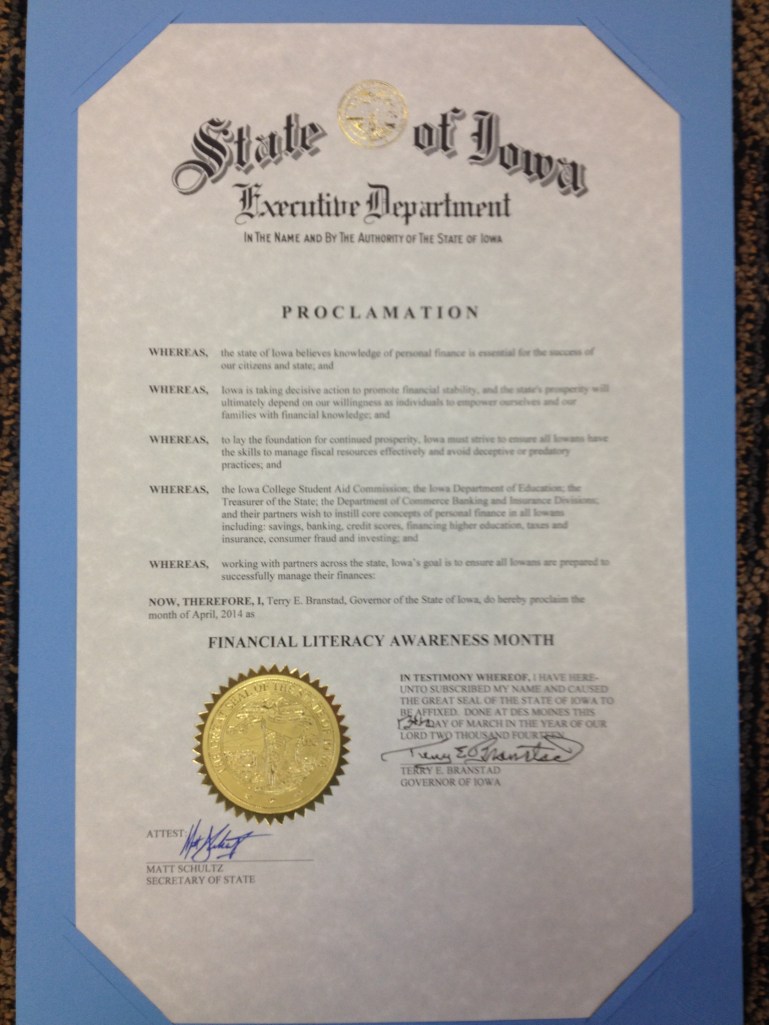 State of Iowa
Executive Department
IN THE NAME AND BY THE AUTHORITY OF THE STATE OF IOWA
PROCLAMATION
WHEREAS, the state of Iowa believes knowledge of personal finance is essential for the success of
our citizens and state; and
WHEREAS, Iowa is taking decisive action to promote financial stability, and the state's prosperity will
ultimately depend on our willingness as individuals to empower ourselves and our
families with financial knowledge; and
WHEREAS, to lay the foundation for continued prosperity, Iowa must strive to ensure all Iowans have
the skills to manage fiscal resources effectively and avoid deceptive or predatory
practices; and
WHEREAS, the Iowa College Student Aid Commission; the Iowa Department of Education; the
Treasurer of the State; the Department of Commerce Banking and Insurance Divisions;
and their partners wish to instill core concepts of personal finance in all Iowans
including: savings, banking, credit scores, financing higher education, taxes and
insurance, consumer fraud and investing; and
WHEREAS, working with partners across the state, Iowa's goal is to ensure all Iowans are prepared to
successfully manage their finances:
NOW, THEREFORE, I, Terry E. Branstad, Governor of the State of Iowa, do hereby proclaim the
month of April, 2014 as
FINANCIAL LITERACY AWARENESS MONTH
IN TESTIMONY WHEREOF, I HAVE HERE-
UNTO SUBSCRIBED MY NAME AND CAUSED
THE GREAT SEAL OF THE STATE OF IOWA TO
BE AFFIXED. DONE AT DES MOINES THIS
DAY OF MARCH IN THE YEAR OF OUR
LORD TWO THOUSAND FOURTEEN.
Terry E. Branstad
TERRY E. BRANSTAD
GOVERNOR OF IOWA
ATTEST:
MATT SCHULTZ
SECRETARY OF STATE